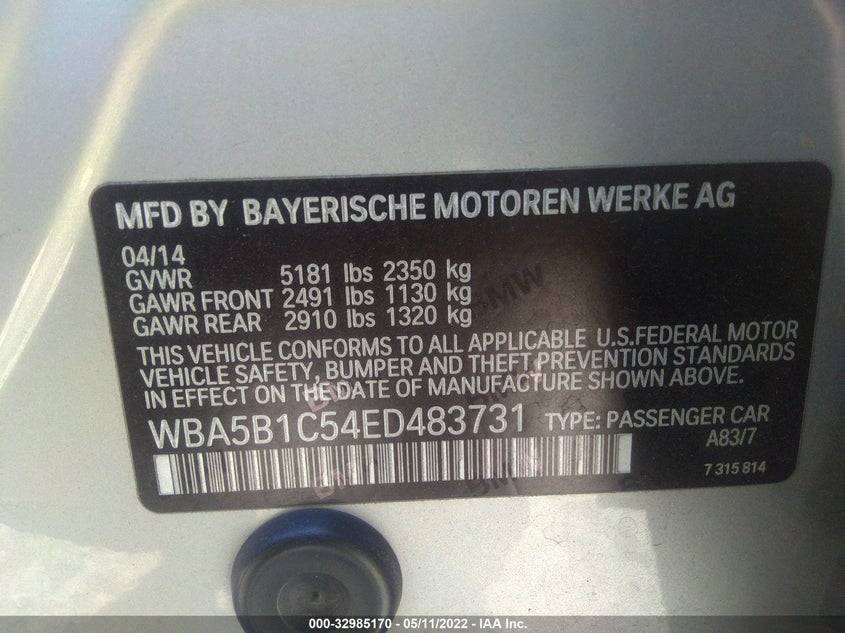 MFD BY BAYERISCHE MOTOREN WERKE AG
04/14
GVWR 5181 lbs 2350 kg
GAWR FRONT 2491 lbs 1130 kg
GAWR REAR 2910 lbs 1320 kg
THIS VEHICLE CONFORMS TO ALL APPLICABLE U.S.FEDERAL MOTOR
VEHICLE SAFETY, BUMPER AND THEFT PREVENTION STANDARDS
IN EFFECT ON THE DATE OF MANUFACTURE SHOWN ABOVE.
WBA5B1C54ED483731 TYPE: PASSENGER CAR
A83/7
7 315 814
BMW
BMW
BMW
000-32985170 - 05/11/2022 - IAA Inc.